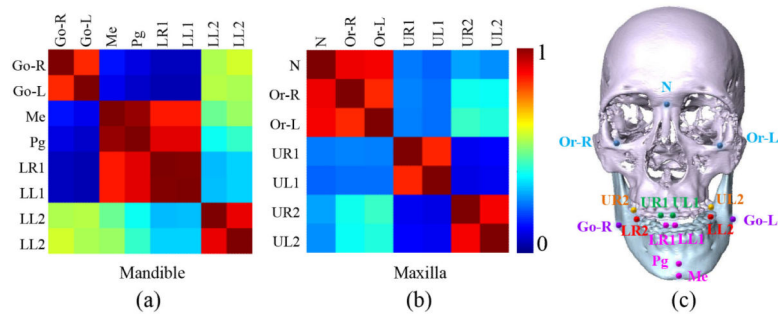 Go-R Go-L Me Pg LR1 LL1 LL2 LL2
Go-R
Go-L
Me
Pg
LR1
LL1
LL2
LL2
Mandible
(a)
N Or-R Or-L UR1 UL1 UR2 UL2
N
Or-R
Or-L
UR1
UL1
UR2
UL2
Maxilla
(b)
1
0
N
Or-R Or-L
UR2 UR1 UL1 UL2
Go-R LR2 LR1 LL1 LL2 Go-L
Pg
Me
(c)